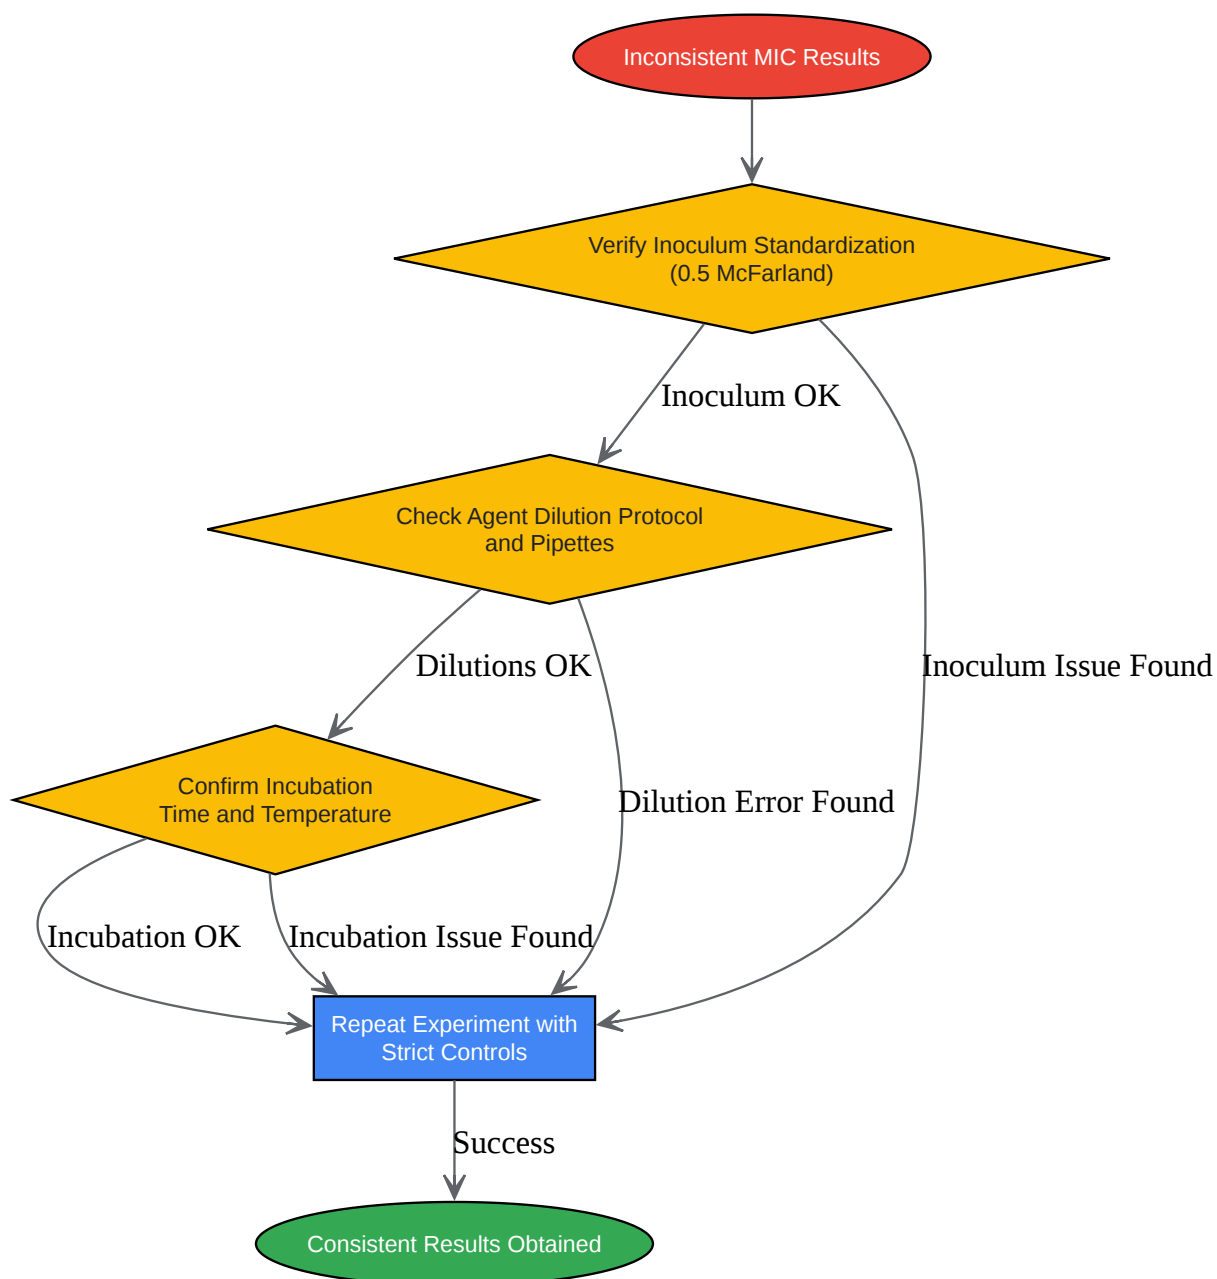 Inconsistent MIC Results
Verify Inoculum Standardization
(0.5 McFarland)
Inoculum OK
Check Agent Dilution Protocol
and Pipettes
Dilutions OK
Inoculum Issue Found
Confirm Incubation
Time and Temperature
Dilution Error Found
Incubation OK
Incubation Issue Found
Repeat Experiment with
Strict Controls
Success
Consistent Results Obtained